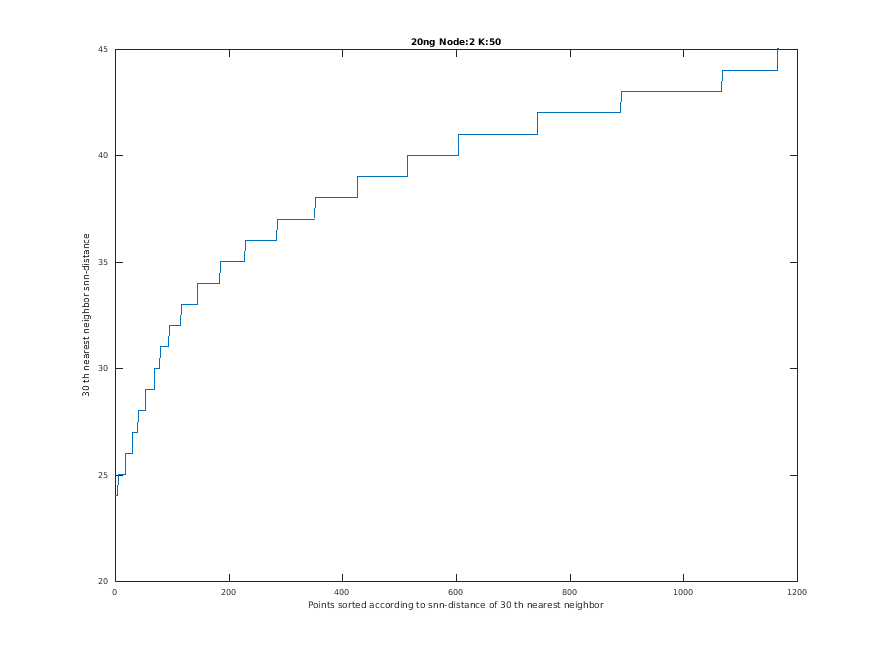 20ng Node:2 K:50
45
40
35
30
25
20
30 th nearest neighbor snn-distance
0 200 400 600 800 1000 1200
Points sorted according to snn-distance of 30 th nearest neighbor